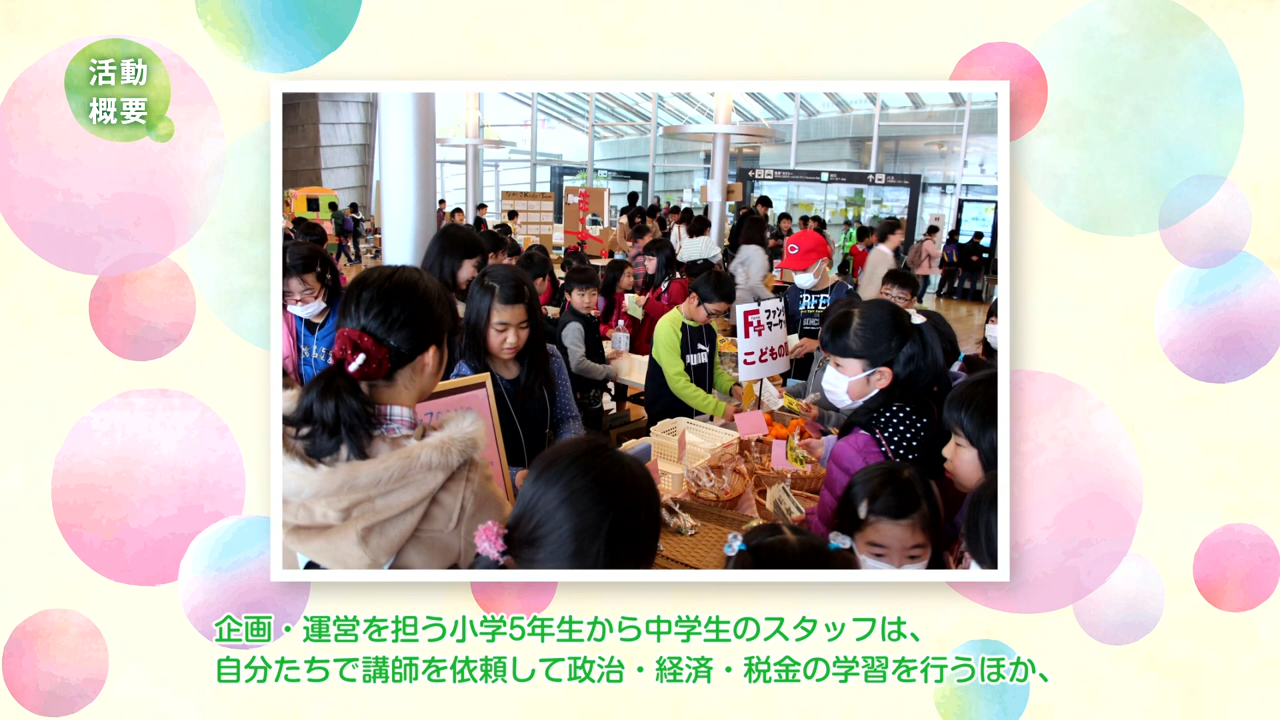 活動
概要
ファン
マーケ
こどもの
PUMA
企画・運営を担う小学5年生から中学生のスタッフは、
自分たちで講師を依頼して政治・経済・税金の学習を行うほか、